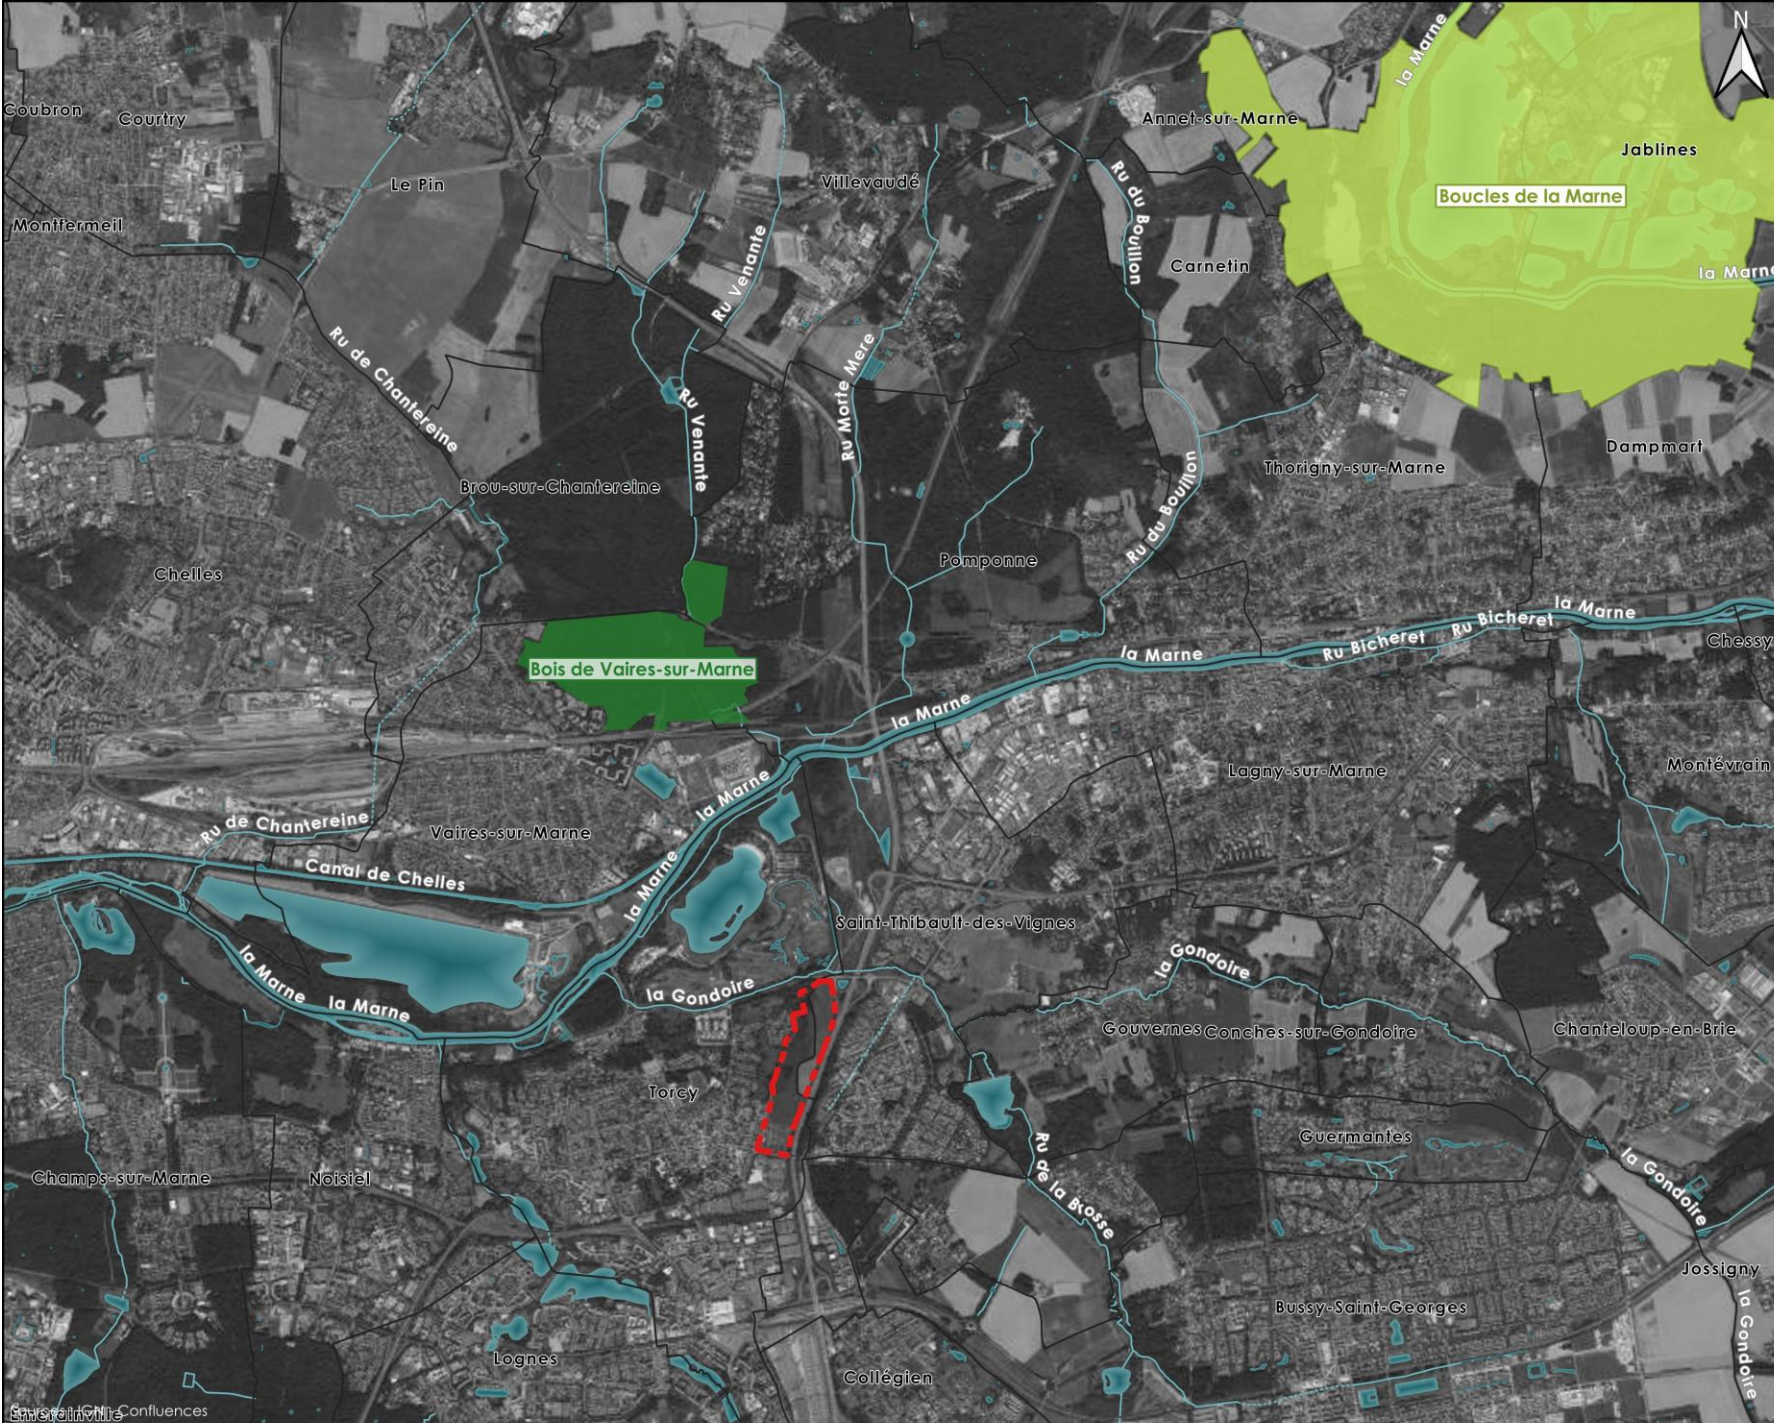 N
la Marne
Coubron
Courtry
Annet-sur-Marne
Jablines
Le Pin
Villevaudé
Ru du Bouillon
Boucles de la Marne
Montfermeil
Ru Venante
Carnetin
la Marne
Ru de Chantereine
Ru Morte Mere
Ru Venante
Dampmart
Thorigny-sur-Marne
Brou-sur-Chantereine
Ru du Bouillon
Pomponne
Chelles
la Marne
Ru Bicheret
Ru Bicheret
Chessy
la Marne
Bois de Vaires-sur-Marne
la Marne
Lagny-sur-Marne
Montévrain
la Marne
Ru de Chantereine
Vaires-sur-Marne
Canal de Chelles
la Marne
Saint-Thibault-des-Vignes
la Gondoire
la Marne
la Marne
la Gondoire
Gouvernes
Conches-sur-Gondoire
Chanteloup-en-Brie
Torcy
Guermantes
Ru de la Brosse
Champs-sur-Marne
Noisiel
la Gondoire
Jossigny
Bussy-Saint-Georges
la Gondoire
Lognes
Collégien
Sources : IGN - Confluences
Emerainville